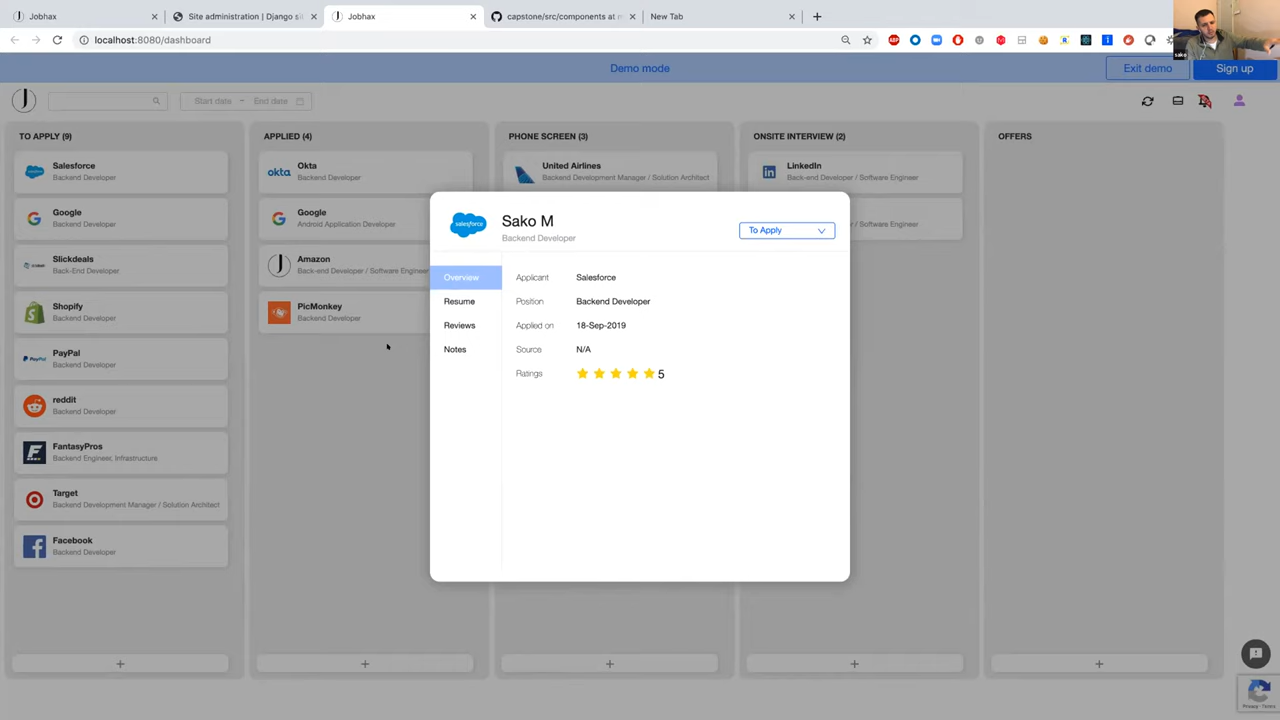 Jobhax
Site administration | Django si
Jobhax
capstone/src/components at m
New Tab
localhost:8080/dashboard
sako
Demo mode
Exit demo
Sign up
J
Start date ~ End date
TO APPLY (9)
Salesforce
Backend Developer
Google
Backend Developer
Slickdeals
Back-End Developer
Shopify
Backend Developer
PayPal
Backend Developer
reddit
Backend Developer
FantasyPros
Backend Engineer, Infrastructure
Target
Backend Development Manager / Solution Architect
Facebook
Backend Developer
APPLIED (4)
okta
Okta
Backend Developer
Google
Android Application Developer
Amazon
Back-end Developer / Software Engineer
PicMonkey
Backend Developer
PHONE SCREEN (3)
United Airlines
Backend Development Manager / Solution Architect
ONSITE INTERVIEW (2)
LinkedIn
Back-end Developer / Software Engineer
r / Software Engineer
OFFERS
salesforce
Sako M
Backend Developer
To Apply
Overview
Resume
Reviews
Notes
Applicant Salesforce
Position Backend Developer
Applied on 18-Sep-2019
Source N/A
Ratings 5
Privacy - Terms